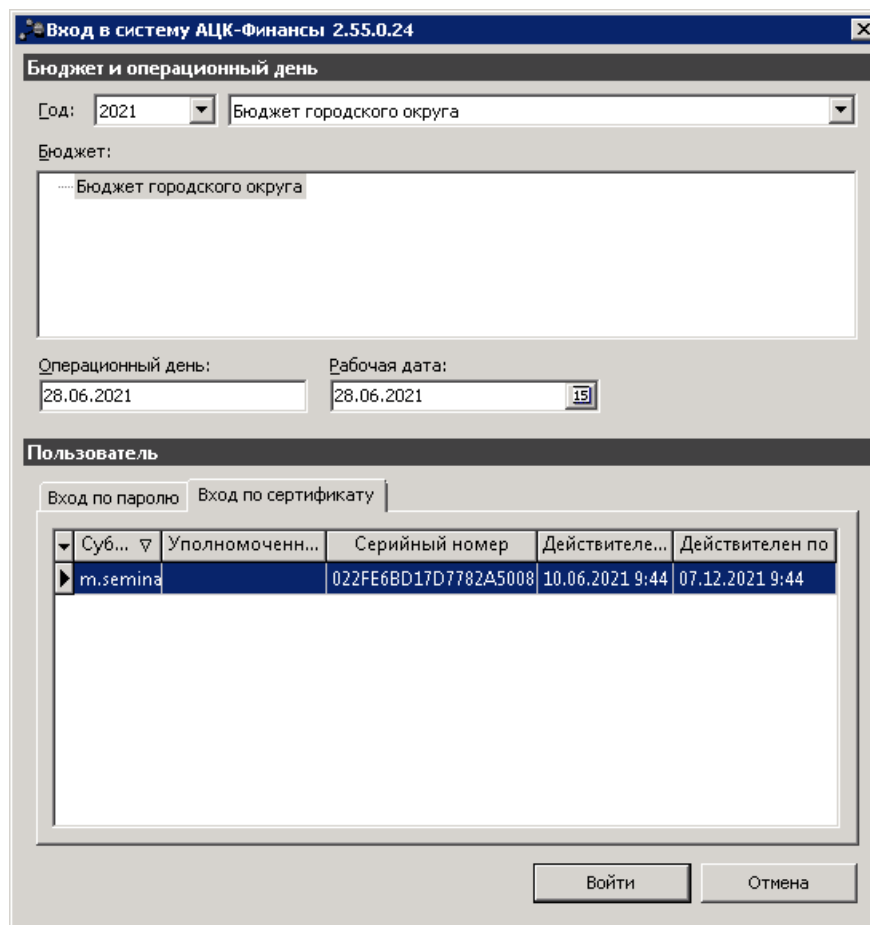 Вход в систему АЦК-Финансы 2.55.0.24
Бюджет и операционный день
Год: 2021 Бюджет городского округа
Бюджет:
Бюджет городского округа
Операционный день: Рабочая дата:
28.06.2021 28.06.2021 15
Пользователь
Вход по паролю Вход по сертификату
Суб... Уполномоченн... Серийный номер Действителе... Действителен по
m.semina 022FE6BD17D7782A5008 10.06.2021 9:44 07.12.2021 9:44
Войти Отмена